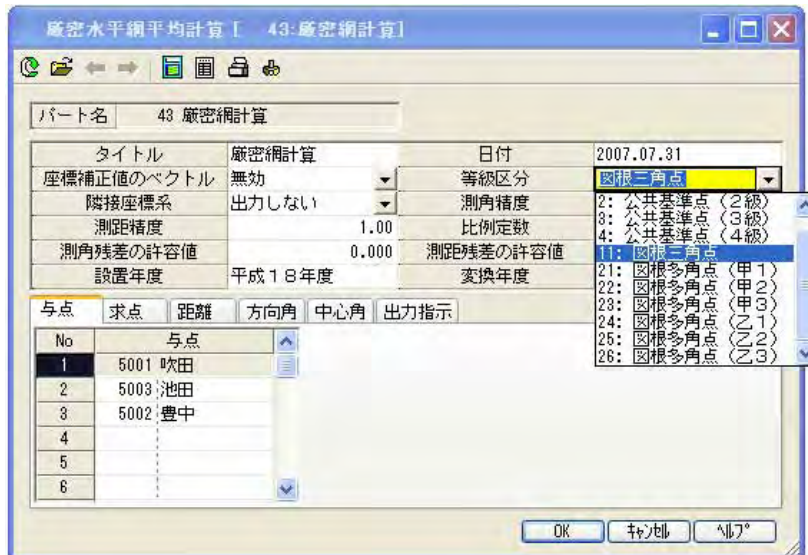 厳密水平網平均計算 [ 43:厳密網計算]
パート名 43 厳密網計算
タイトル 厳密網計算 日付 2007.07.31
座標補正値のベクトル 無効 等級区分 図根三角点
隣接座標系 出力しない 測角精度
測距精度 1.00 比例定数
測角残差の許容値 0.000 測距残差の許容値
設置年度 平成18年度 変換年度
2: 公共基準点 (2級)
3: 公共基準点 (3級)
4: 公共基準点 (4級)
11: 図根三角点
21: 図根多角点 (甲1)
22: 図根多角点 (甲2)
23: 図根多角点 (甲3)
24: 図根多角点 (乙1)
25: 図根多角点 (乙2)
26: 図根多角点 (乙3)
与点 求点 距離 方向角 中心角 出力指示
No 与点
1 5001 吹田
2 5003 池田
3 5002 豊中
4
5
6
OK キャンセル ヘルプ